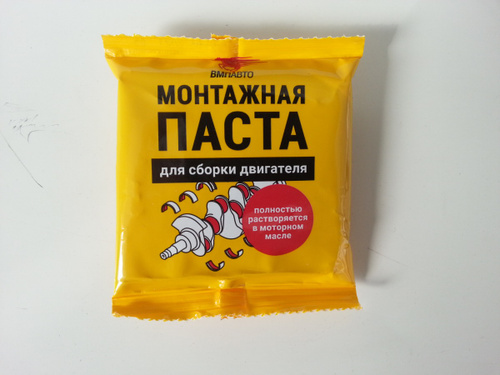 ВМПАВТО
МОНТАЖНАЯ
ПАСТА
для сборки двигателя
полностью
растворяется
в моторном
масле